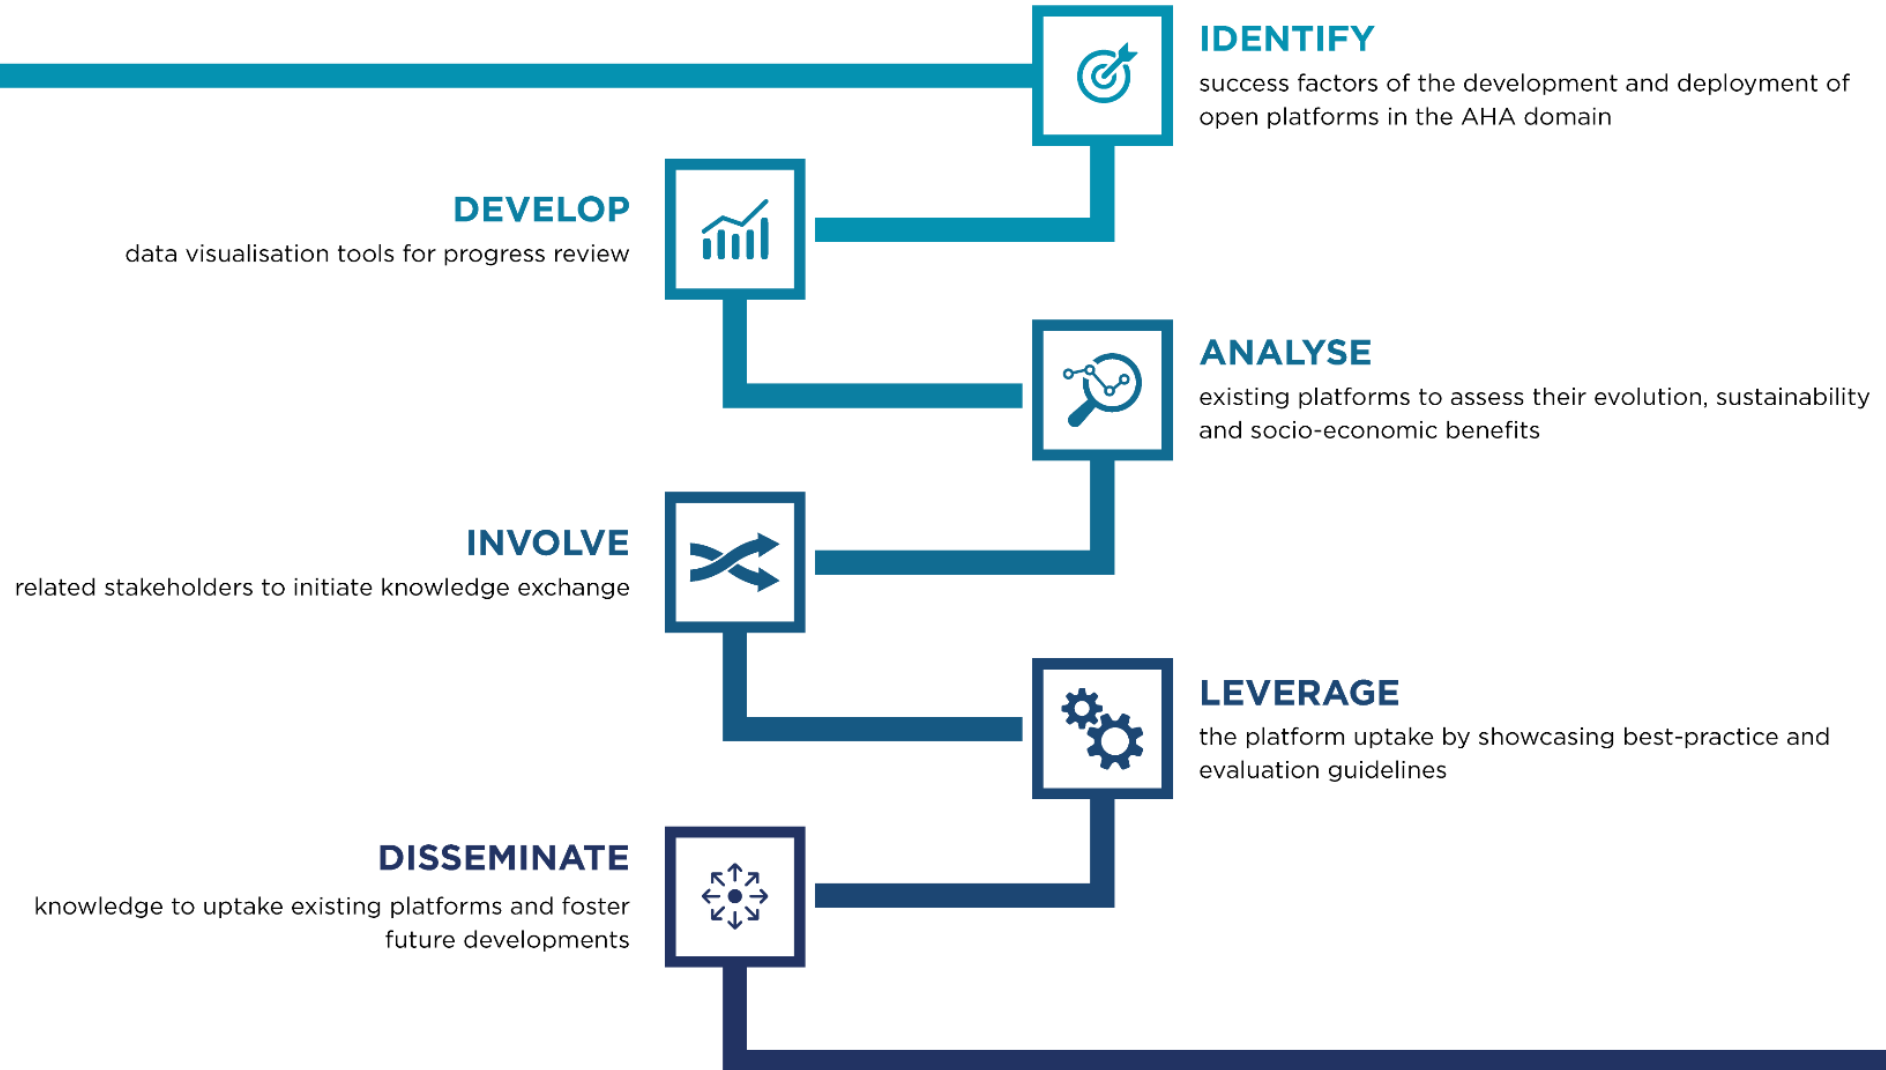 IDENTIFY
success factors of the development and deployment of
open platforms in the AHA domain
DEVELOP
data visualisation tools for progress review
ANALYSE
existing platforms to assess their evolution, sustainability
and socio-economic benefits
INVOLVE
related stakeholders to initiate knowledge exchange
LEVERAGE
the platform uptake by showcasing best-practice and
evaluation guidelines
DISSEMINATE
knowledge to uptake existing platforms and foster
future developments